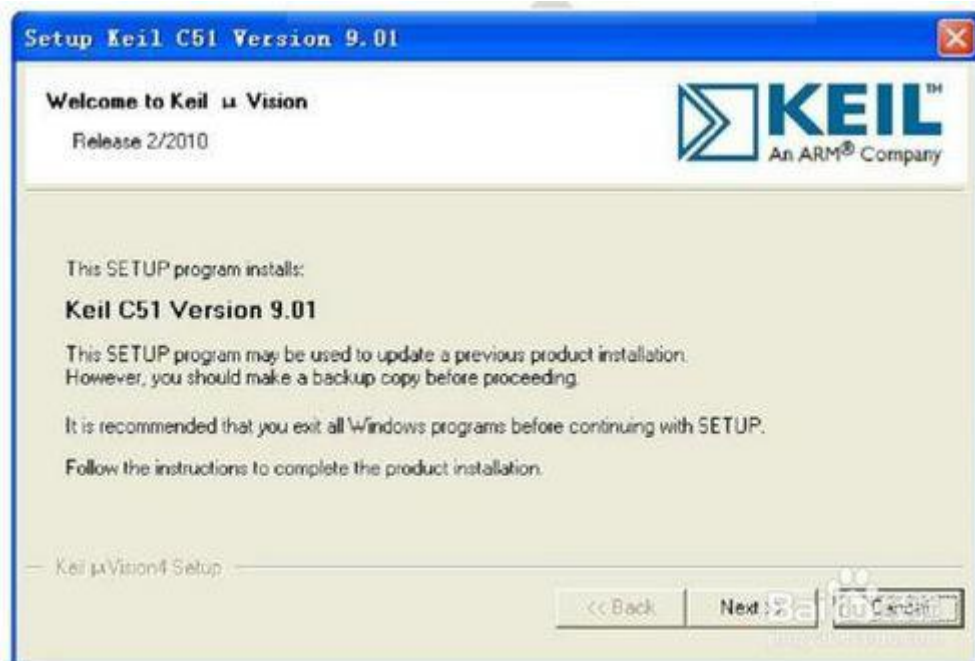 Setup Keil C51 Version 9.01
Welcome to Keil μ Vision
Release 2/2010
KEIL™
An ARM® Company
This SETUP program installs:
Keil C51 Version 9.01
This SETUP program may be used to update a previous product installation.
However, you should make a backup copy before proceeding.
It is recommended that you exit all Windows programs before continuing with SETUP.
Follow the instructions to complete the product installation.
Keil μVision4 Setup
<< Back
Next >>
Cancel